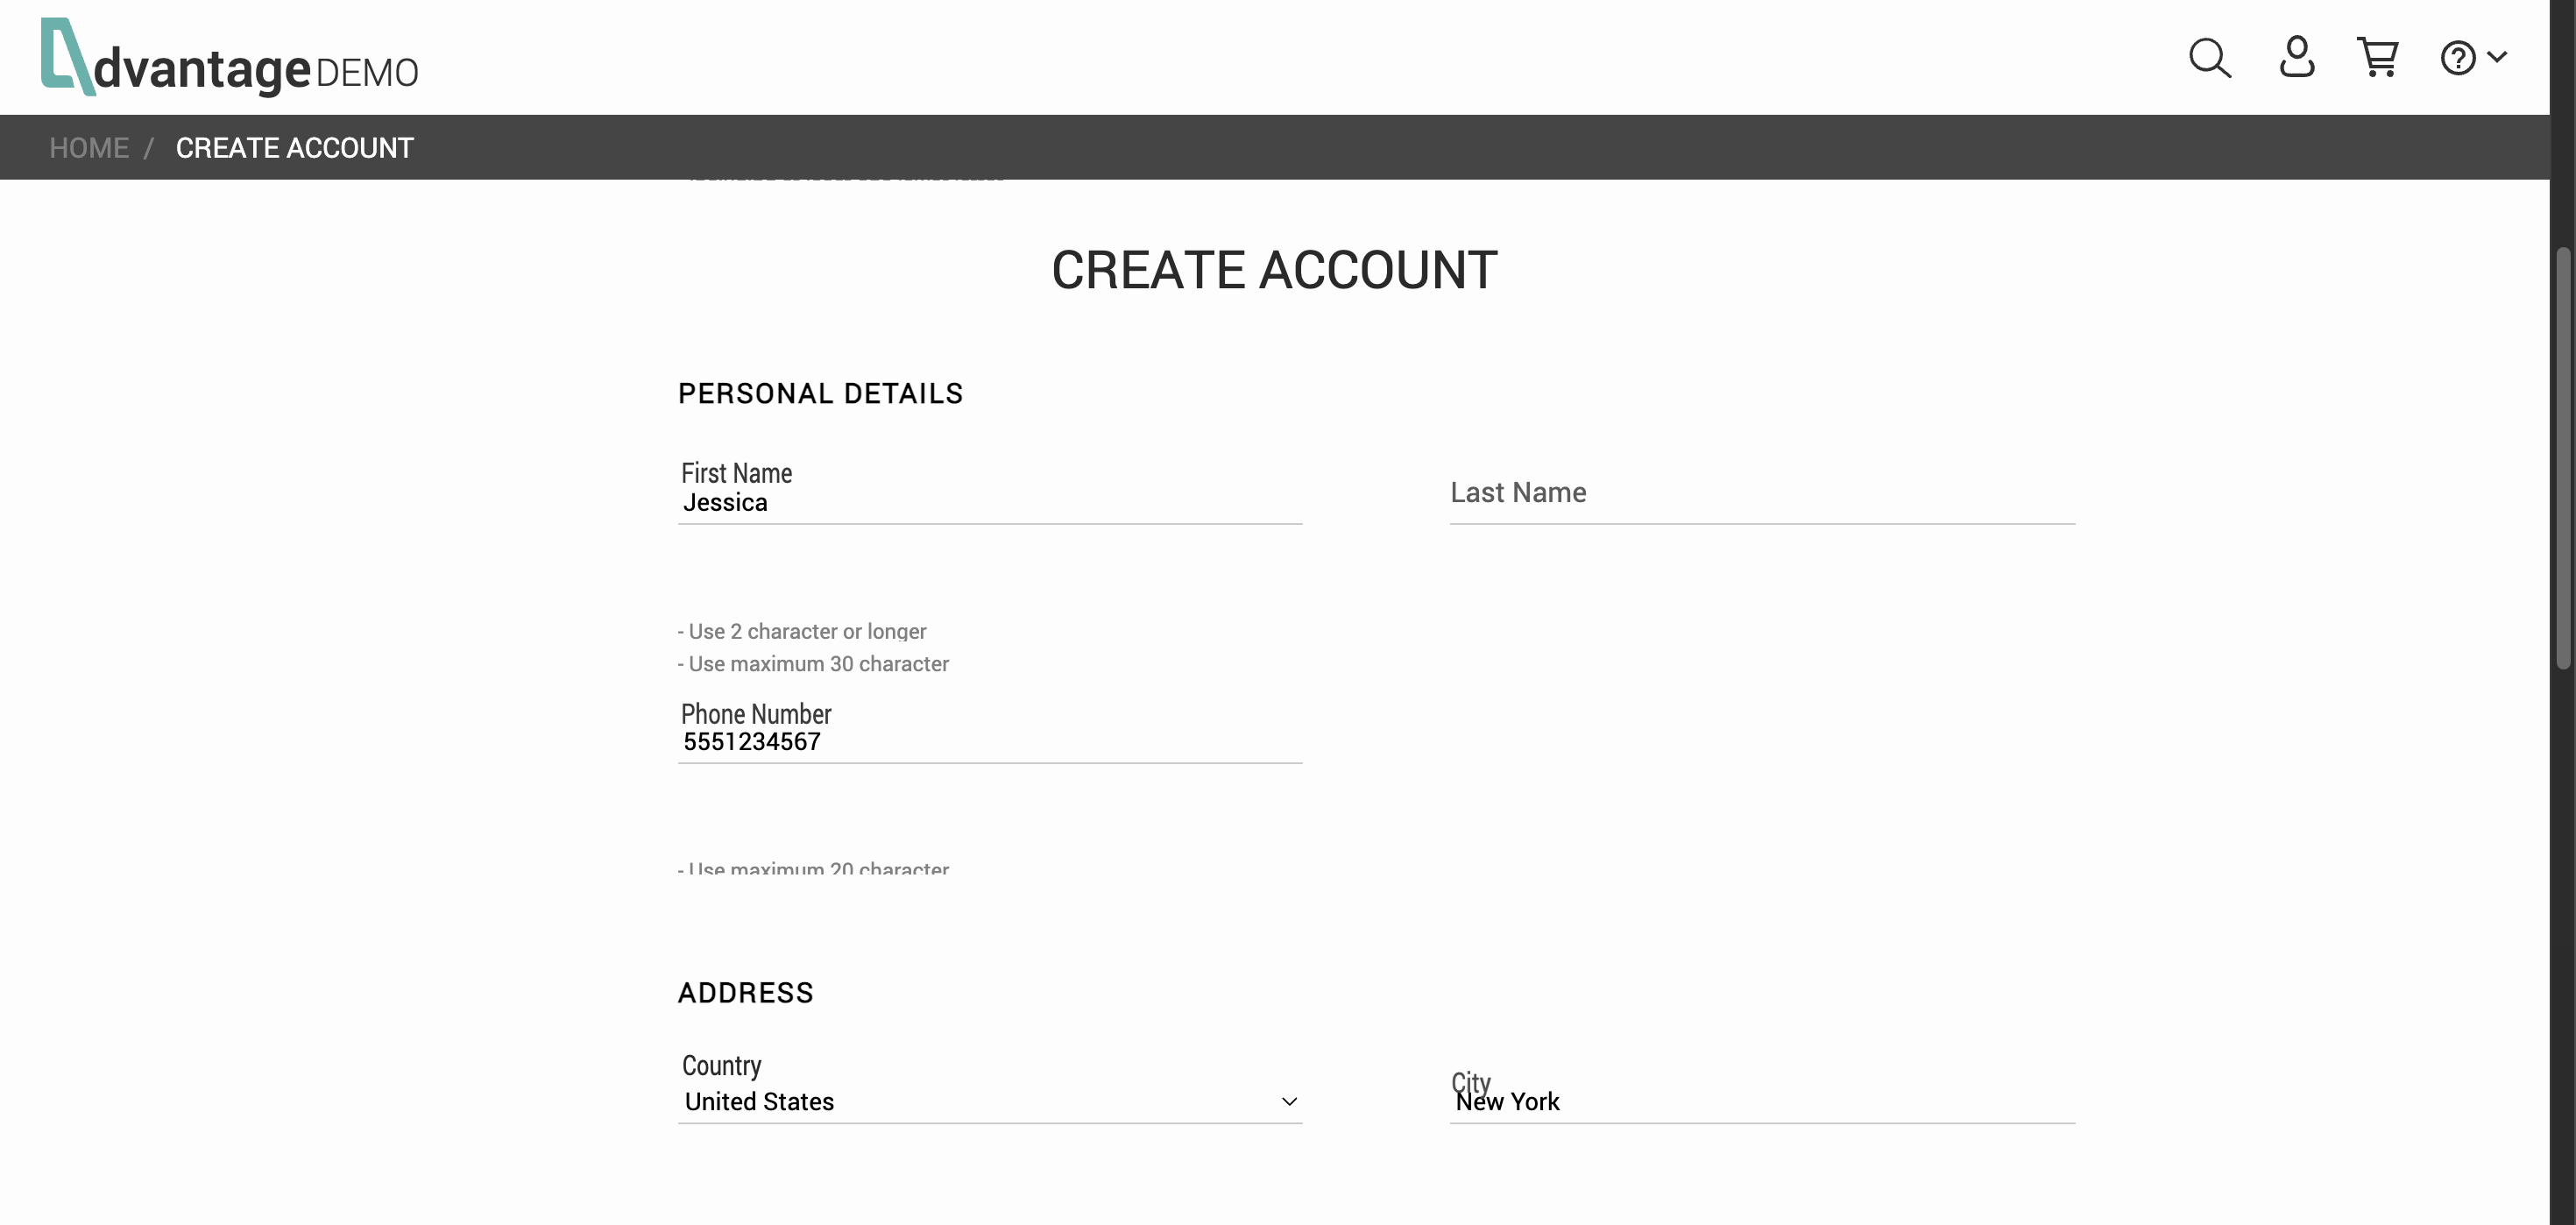 dvantage DEMO
HOME / CREATE ACCOUNT
CREATE ACCOUNT
PERSONAL DETAILS
First Name
Jessica
Last Name
- Use 2 character or longer
- Use maximum 30 character
Phone Number
5551234567
- Use maximum 20 character
ADDRESS
Country
United States
City
New York